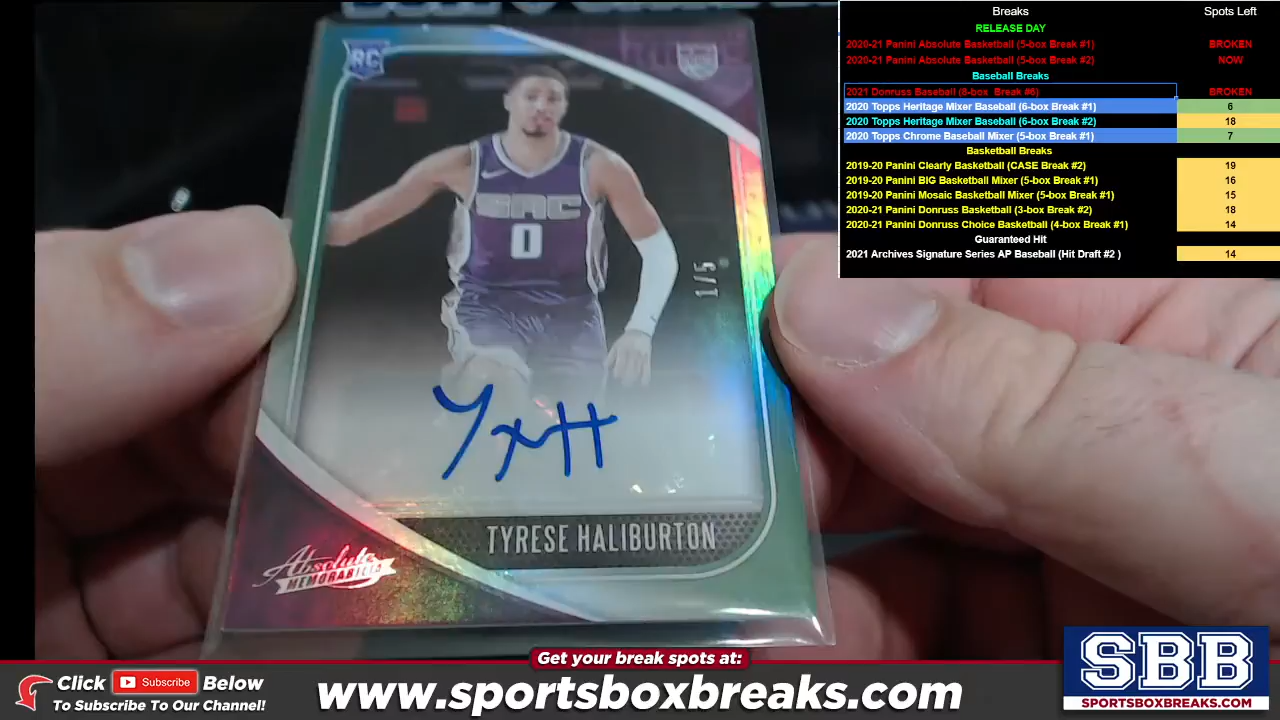 RC
SAC
0
1/5
TYRESE HALIBURTON
Absolute
MEMORABILIA
Breaks Spots Left
RELEASE DAY
2020-21 Panini Absolute Basketball (5-box Break #1) BROKEN
2020-21 Panini Absolute Basketball (5-box Break #2) NOW
Baseball Breaks
2021 Donruss Baseball (8-box Break #6) BROKEN
2020 Topps Heritage Mixer Baseball (6-box Break #1) 6
2020 Topps Heritage Mixer Baseball (6-box Break #2) 18
2020 Topps Chrome Baseball Mixer (5-box Break #1) 7
Basketball Breaks
2019-20 Panini Clearly Basketball (CASE Break #2) 19
2019-20 Panini BIG Basketball Mixer (5-box Break #1) 16
2019-20 Panini Mosaic Basketball Mixer (5-box Break #1) 15
2020-21 Panini Donruss Basketball (3-box Break #2) 18
2020-21 Panini Donruss Choice Basketball (4-box Break #1) 14
Guaranteed Hit
2021 Archives Signature Series AP Baseball (Hit Draft #2 ) 14
Get your break spots at:
Click Subscribe Below
To Subscribe To Our Channel!
www.sportsboxbreaks.com
SBB
SPORTSBOXBREAKS.COM